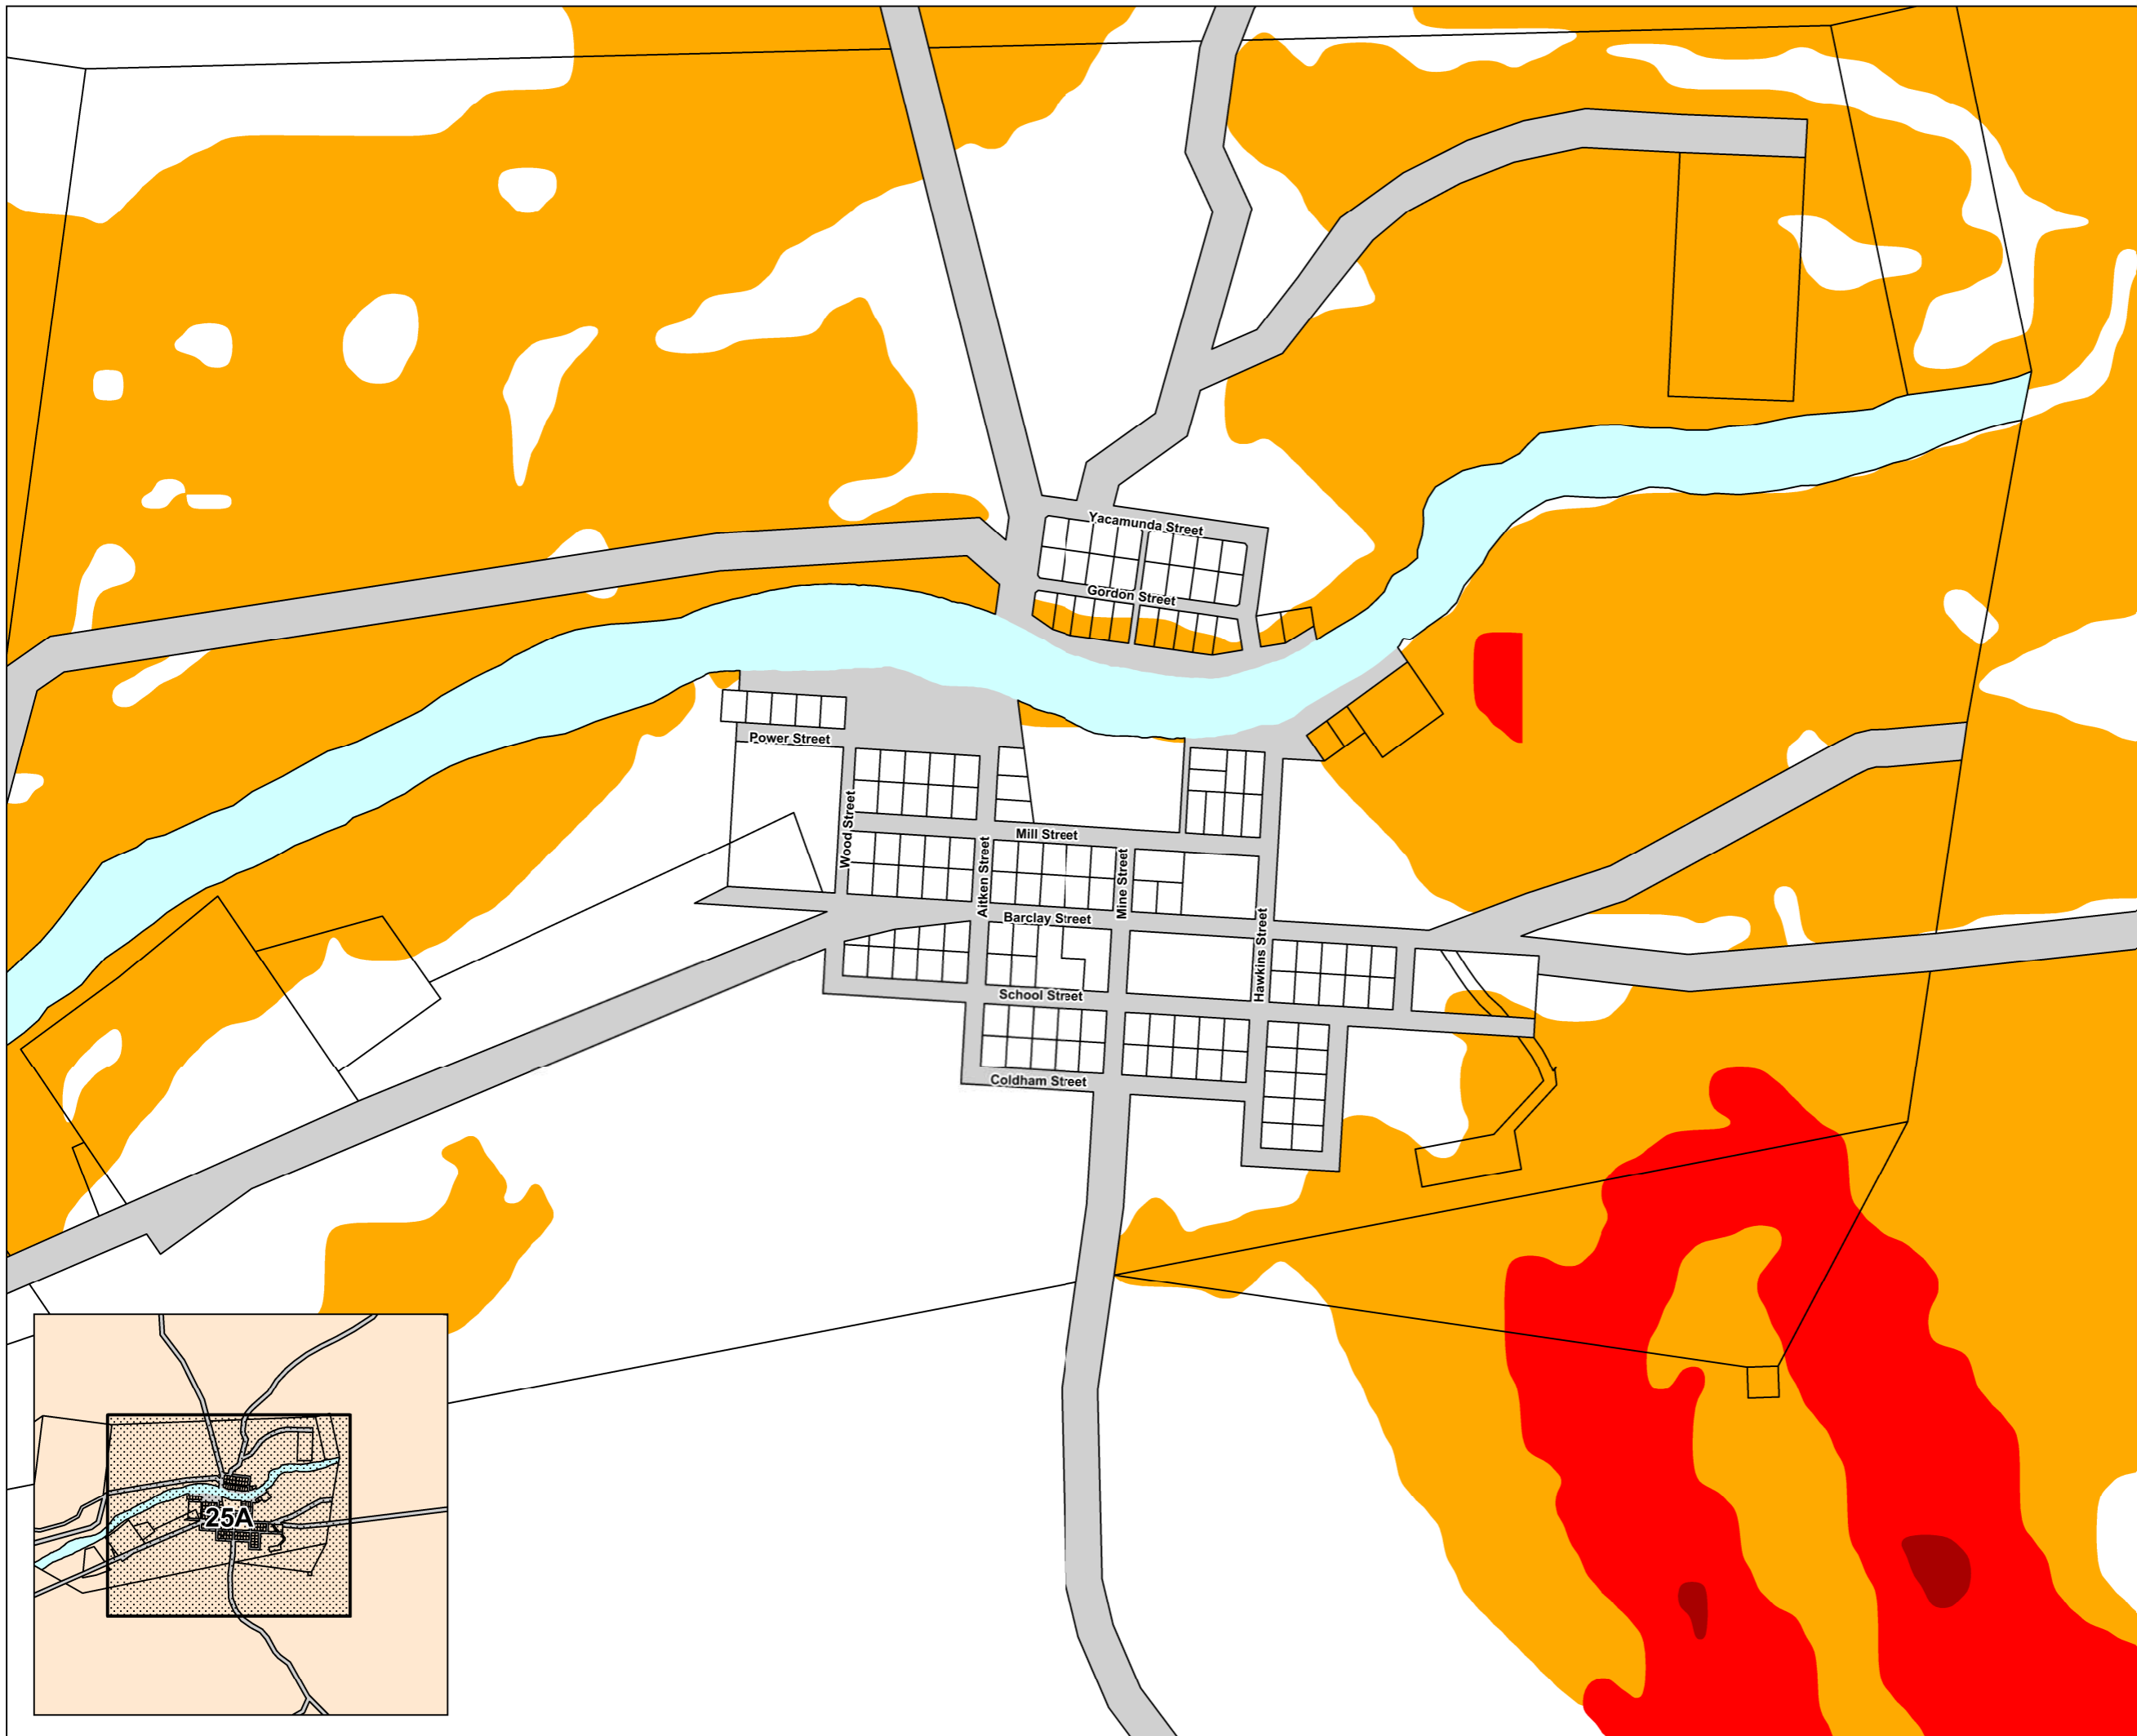 Yacamunda Street
Gordon Street
Power Street
Wood Street
Mill Street
Aitken Street
Mine Street
Barclay Street
Hawkins Street
School Street
Coldham Street
25A